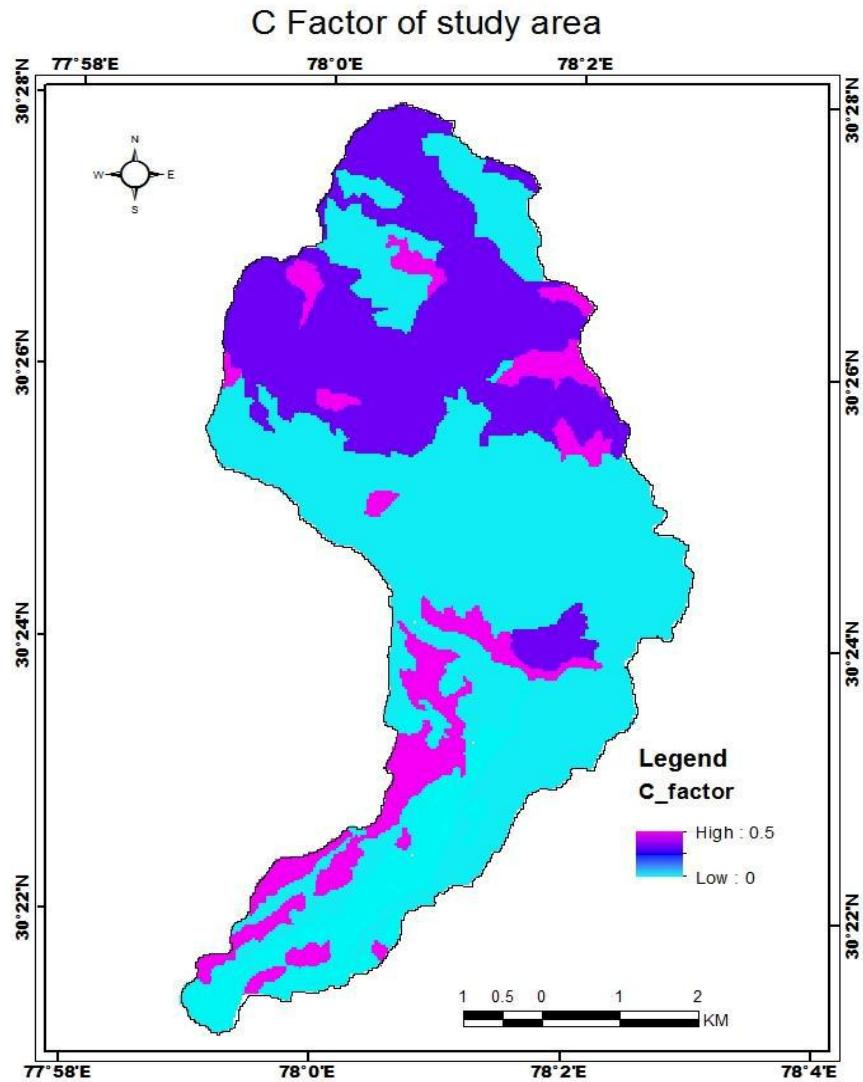 C Factor of study area
77°58'E 78°0'E 78°2'E
30°28'N 30°28'N
N
W E
S
30°26'N 30°26'N
30°24'N 30°24'N
Legend
C_factor
High : 0.5
Low : 0
30°22'N 30°22'N
1 0.5 0 1 2
KM
77°58'E 78°0'E 78°2'E 78°4'E